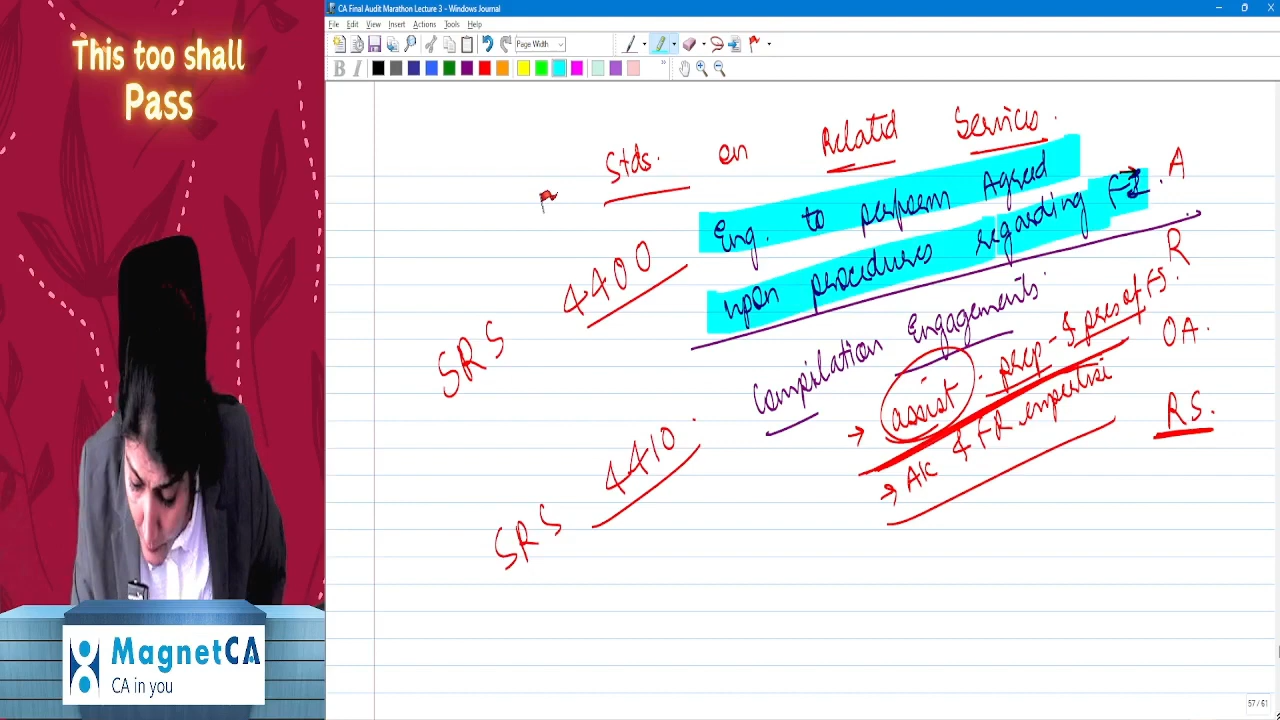 This too shall
Pass
CA Final Audit Marathon Lecture 3 - Windows Journal
File Edit View Insert Actions Tools Help
Page Width
Stds. on Related Services.
SRS 4400 Eng. to perform Agreed
upon procedures regarding FI.
SRS 4410. Compilation Engagements.
→ assist. prep - & pres of FS.
→ A/c & FR expertise
A
R
OA.
RS.
MagnetCA
CA in you
57 / 61